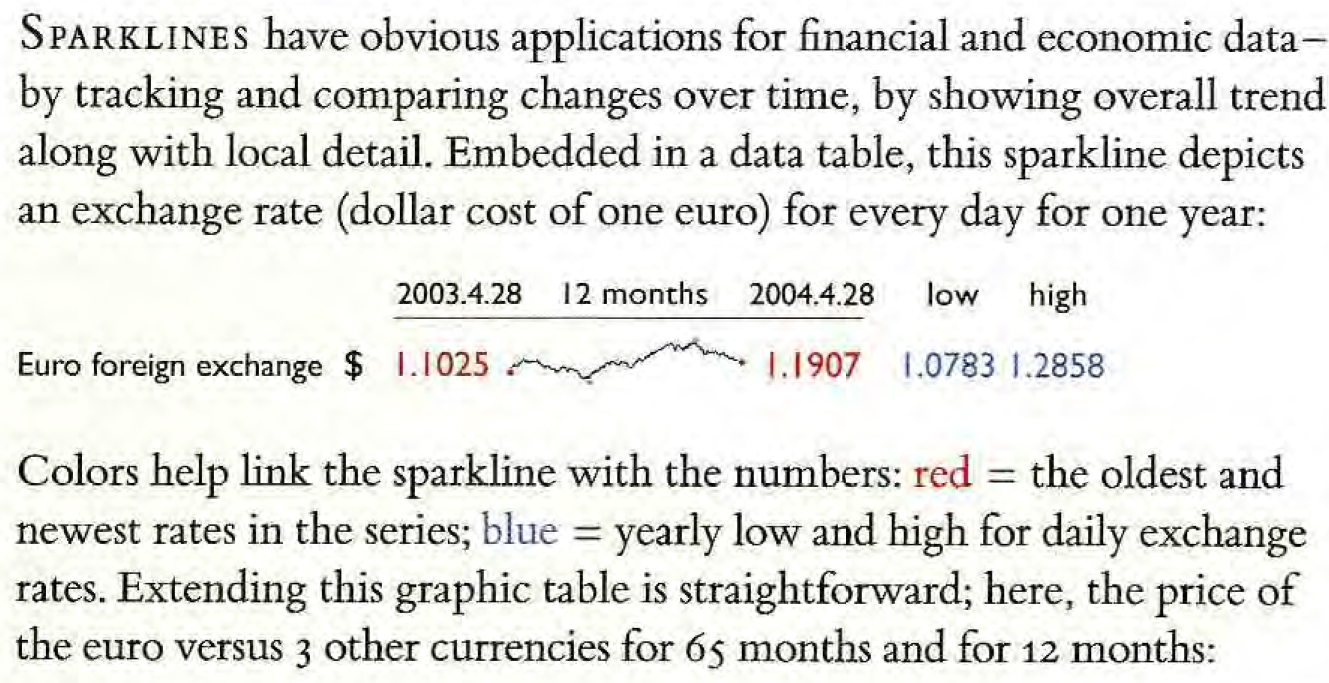 SPARKLINES have obvious applications for financial and economic data–
by tracking and comparing changes over time, by showing overall trend
along with local detail. Embedded in a data table, this sparkline depicts
an exchange rate (dollar cost of one euro) for every day for one year:
2003.4.28 12 months 2004.4.28 low high
Euro foreign exchange $ 1.1025 1.1907 1.0783 1.2858
Colors help link the sparkline with the numbers: red = the oldest and
newest rates in the series; blue = yearly low and high for daily exchange
rates. Extending this graphic table is straightforward; here, the price of
the euro versus 3 other currencies for 65 months and for 12 months: